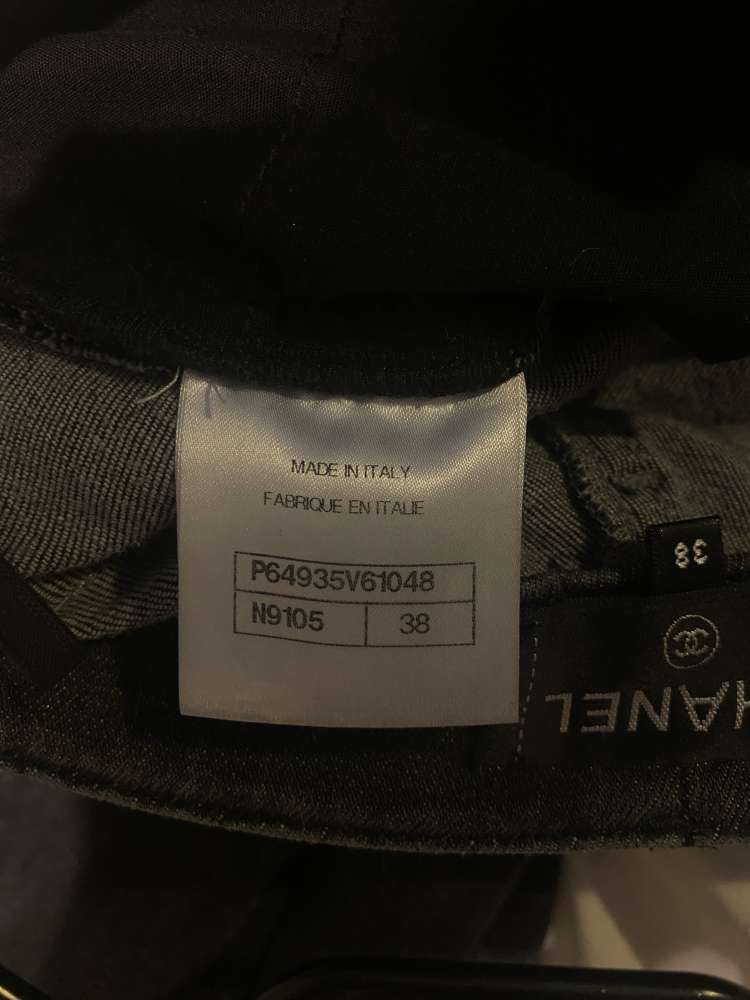 MADE IN ITALY
FABRIQUE EN ITALIE
P64935V61048
N9105 38
38
HANEL